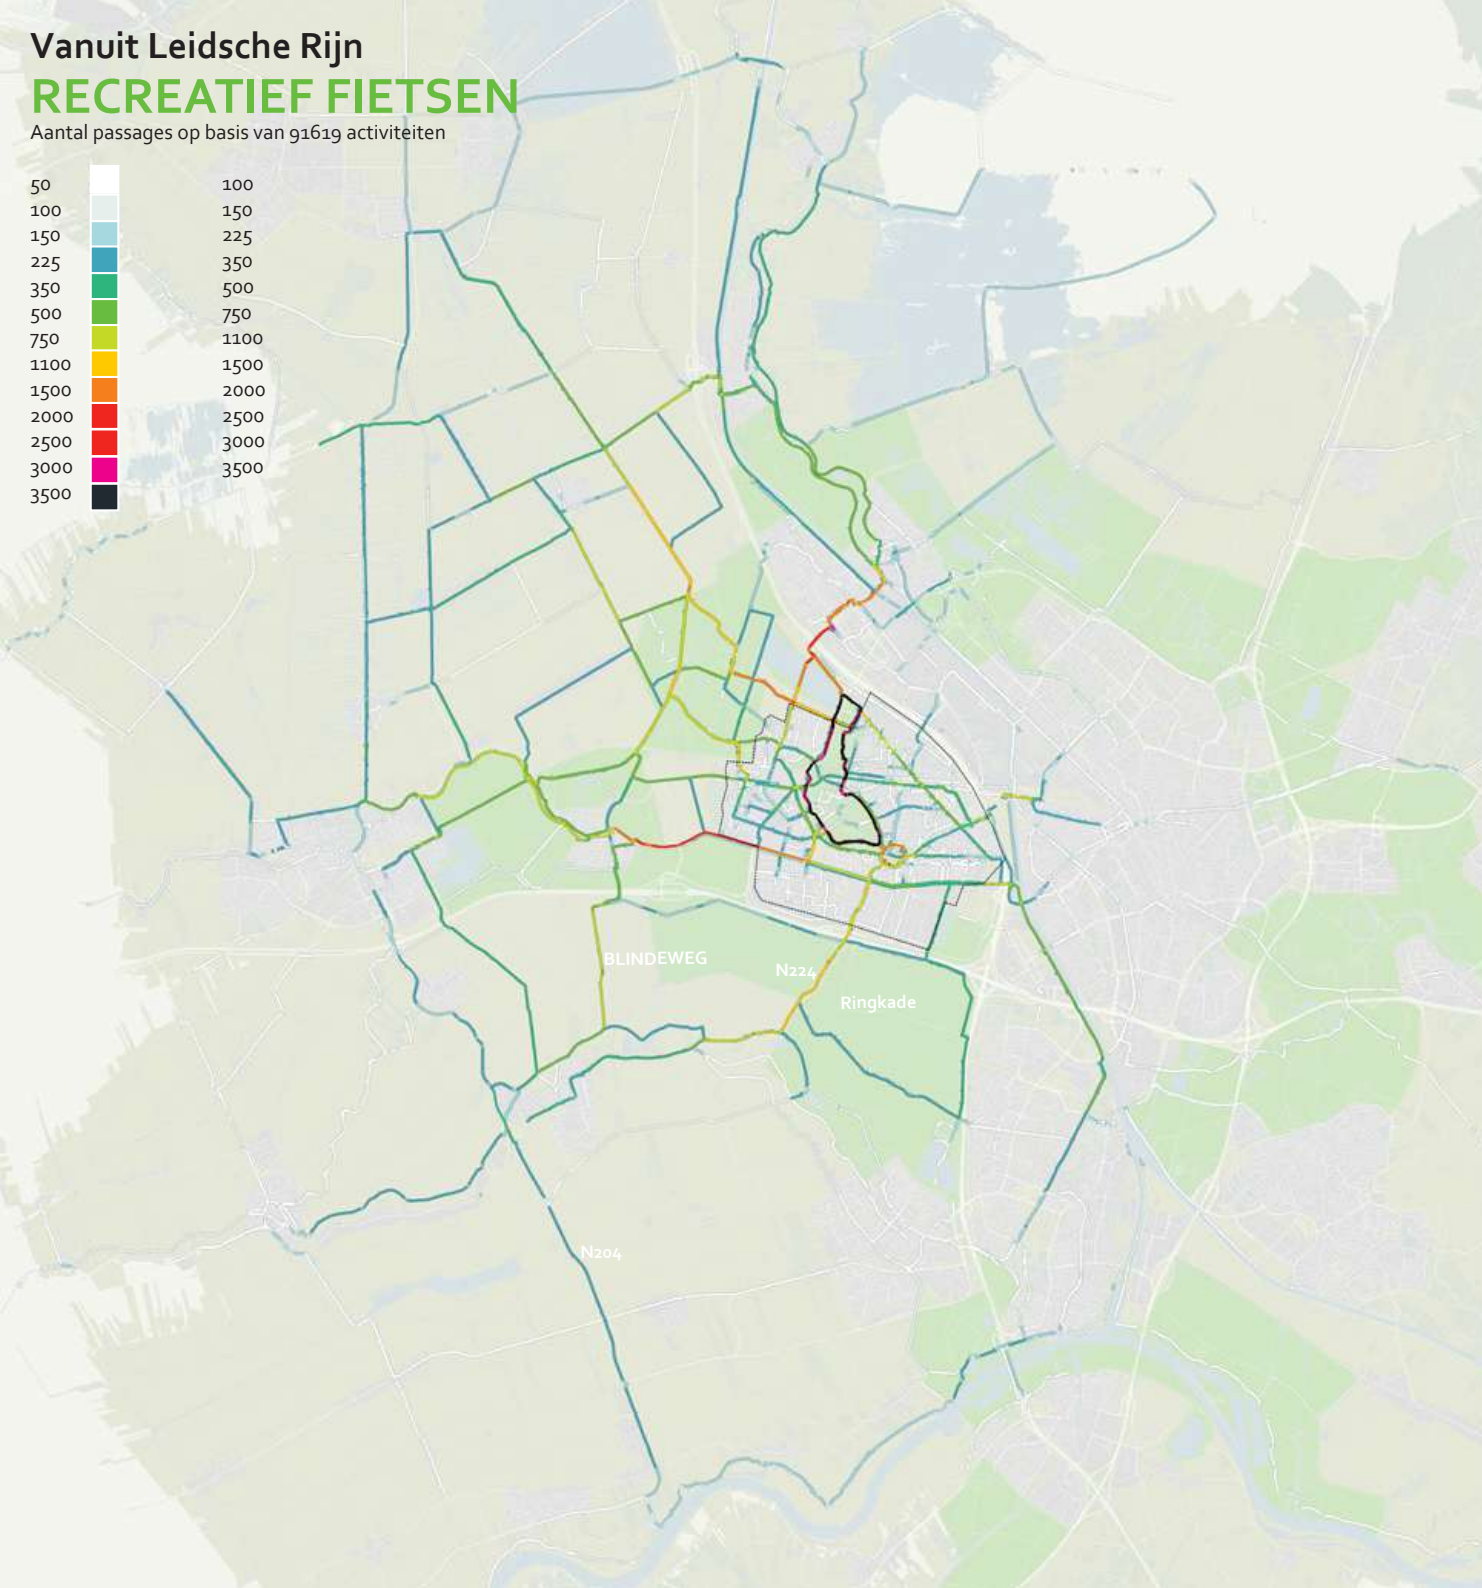 Vanuit Leidsche Rijn
RECREATIEF FIETSEN
Aantal passages op basis van 91619 activiteiten
50 100
100 150
150 225
225 350
350 500
500 750
750 1100
1100 1500
1500 2000
2000 2500
2500 3000
3000 3500
3500
BLINDEWEG
N224
Ringkade
N204